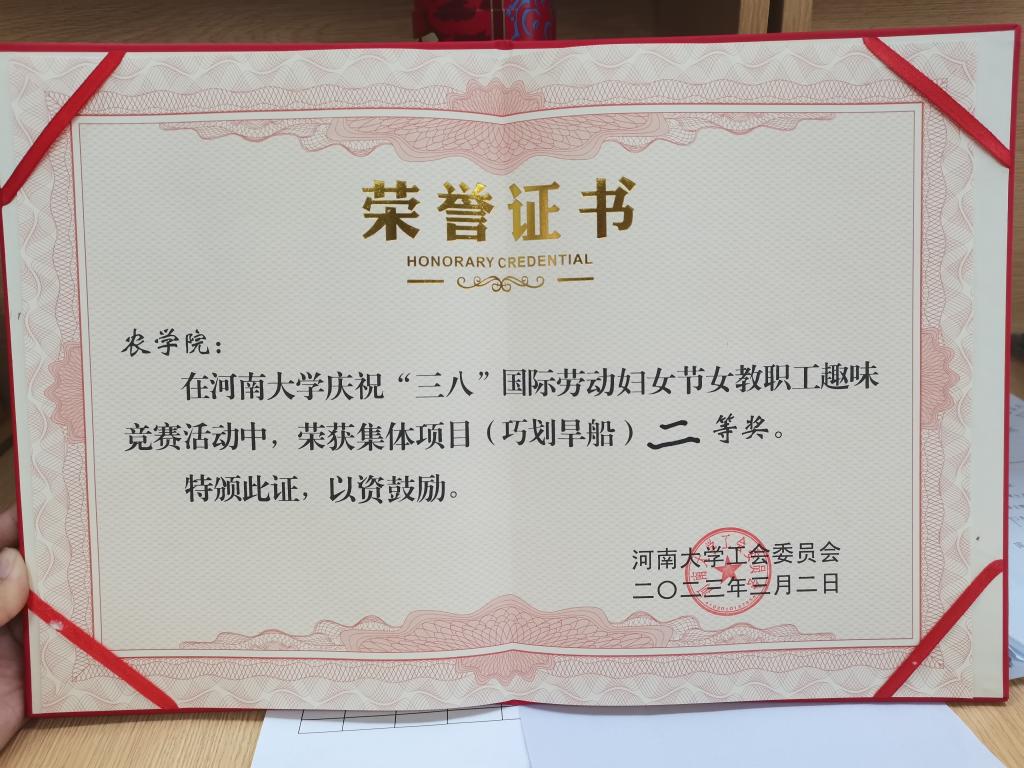 荣誉证书
HONORARY CREDENTIAL
农学院：
在河南大学庆祝“三八”国际劳动妇女节女教职工趣味
竞赛活动中，荣获集体项目（巧划旱船）二等奖。
特颁此证，以资鼓励。
河南大学工会委员会
二〇二三年三月二日